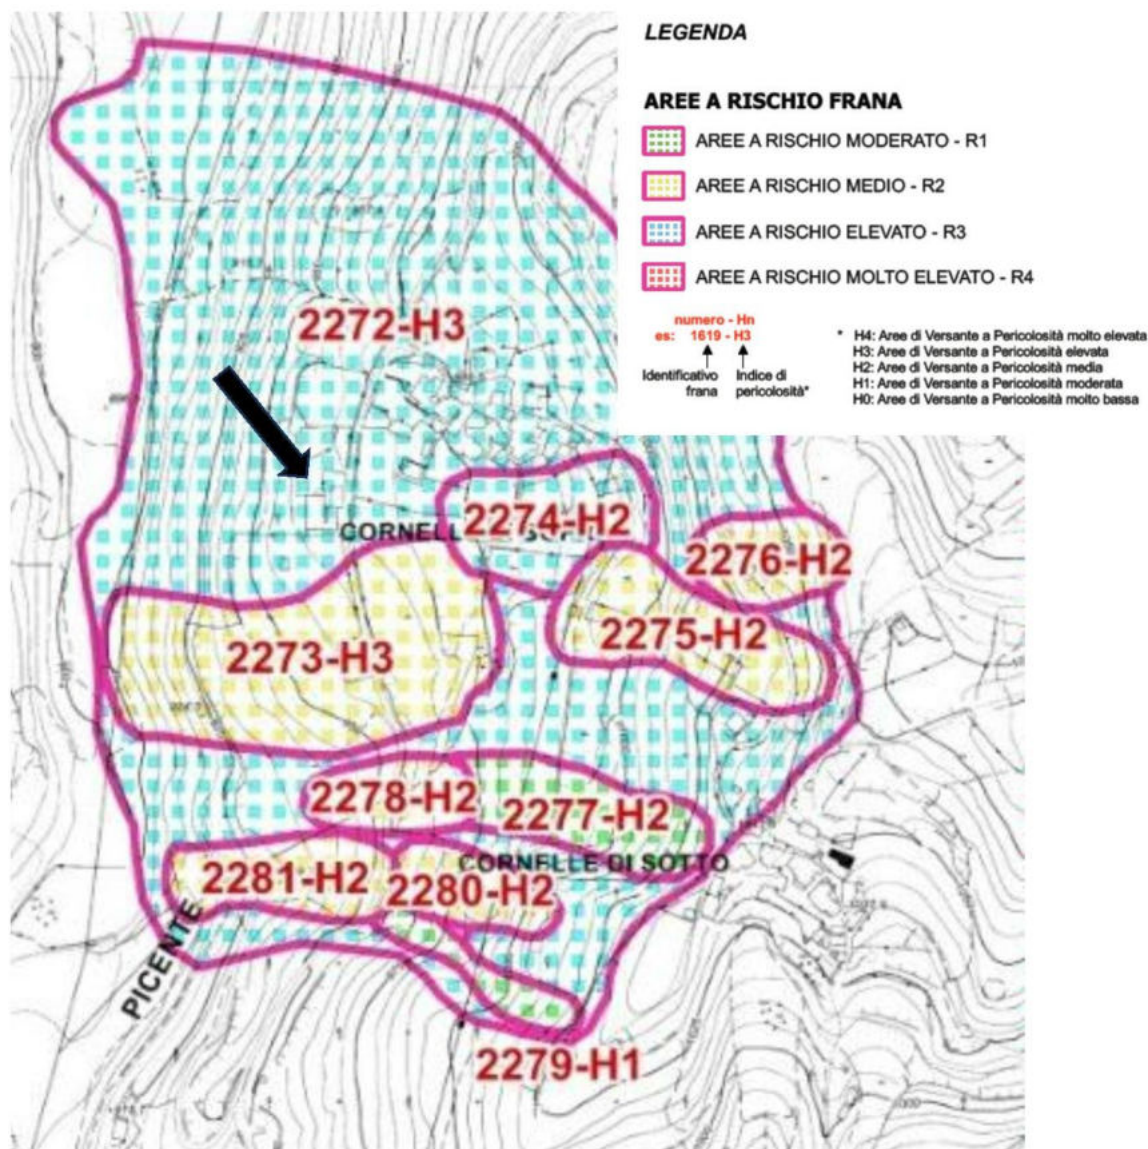 LEGENDA
AREE A RISCHIO FRANA
AREE A RISCHIO MODERATO - R1
AREE A RISCHIO MEDIO - R2
AREE A RISCHIO ELEVATO - R3
AREE A RISCHIO MOLTO ELEVATO - R4
numero - Hn
es: 1619 - H3
Identificativo frana
Indice di pericolosità*
* H4: Aree di Versante a Pericolosità molto elevata
H3: Aree di Versante a Pericolosità elevata
H2: Aree di Versante a Pericolosità media
H1: Aree di Versante a Pericolosità moderata
H0: Aree di Versante a Pericolosità molto bassa
2272-H3
2274-H2
CORNELL
2276-H2
2275-H2
2273-H3
2278-H2
2277-H2
CORNELLE DI SOTTO
2281-H2
2280-H2
PICENTE
2279-H1